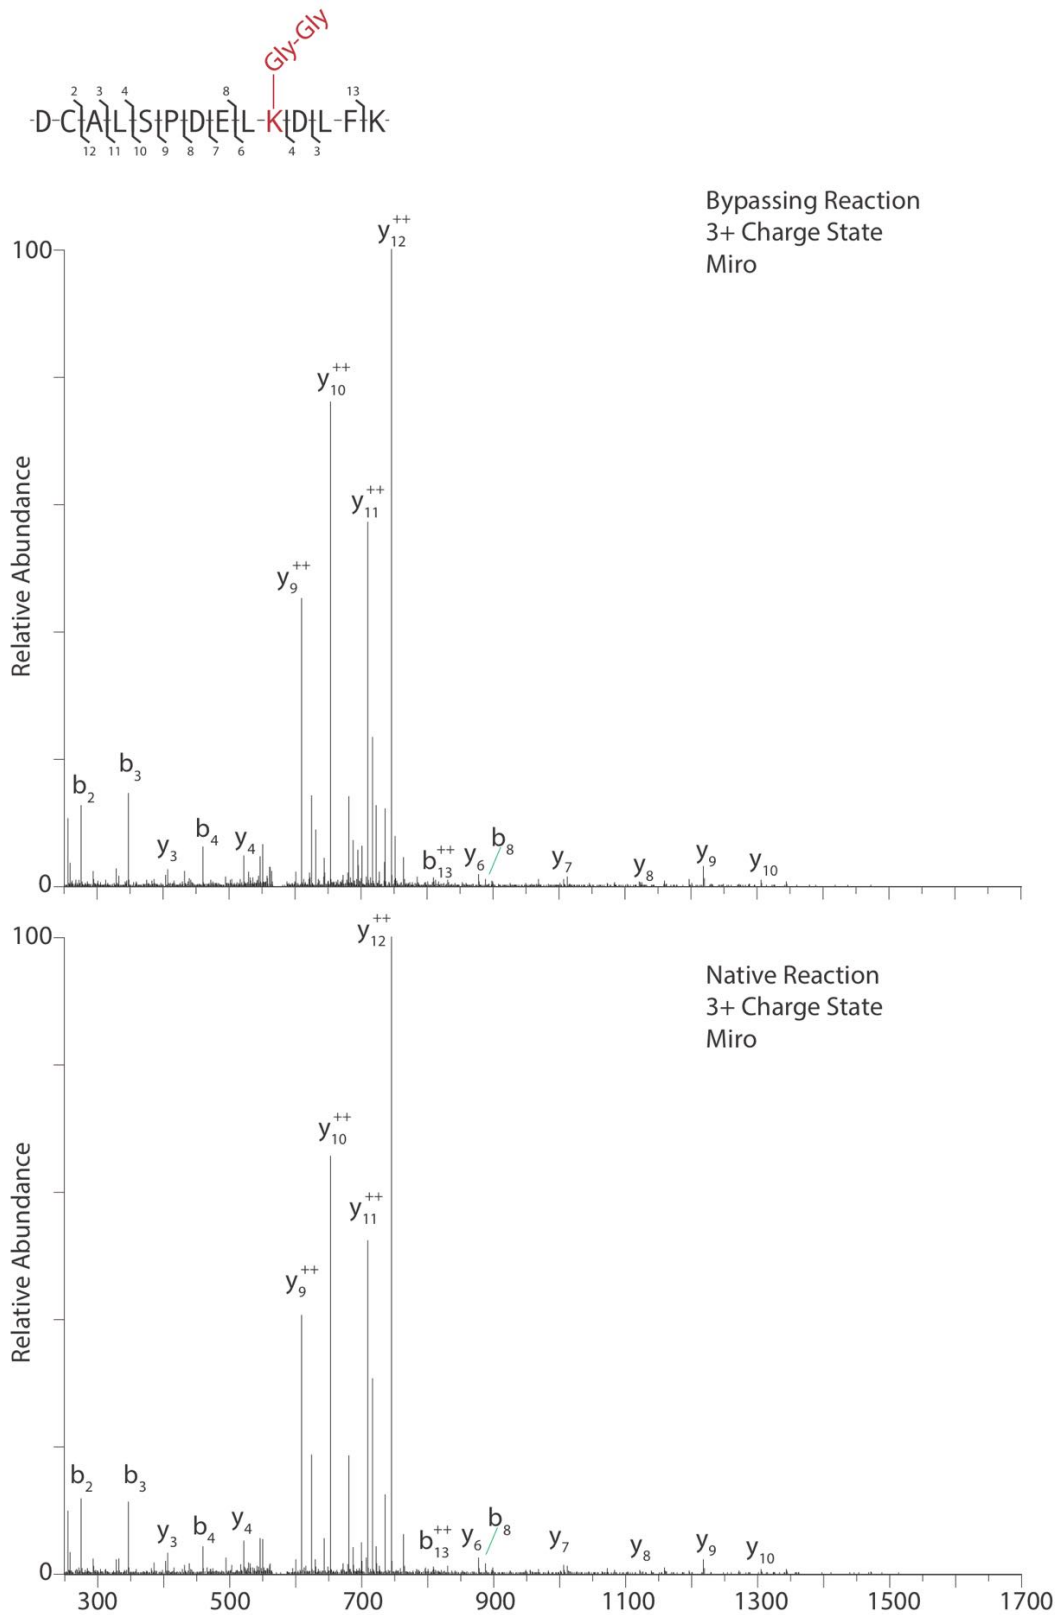 Gly-Gly
2 3 4 8 13
-D-C-A-L-S-P-D-E-L-K-D-L-F-K-
12 11 10 9 8 7 6 4 3
Bypassing Reaction
3+ Charge State
Miro
100
0
Relative Abundance
y12++
y10++
y11++
y9++
b2
b3
y3
b4
y4
b13++
y6
b8
y7
y8
y9
y10
Native Reaction
3+ Charge State
Miro
100
0
Relative Abundance
y12++
y10++
y11++
y9++
b2
b3
y3
b4
y4
b13++
y6
b8
y7
y8
y9
y10
300 500 700 900 1100 1300 1500 1700